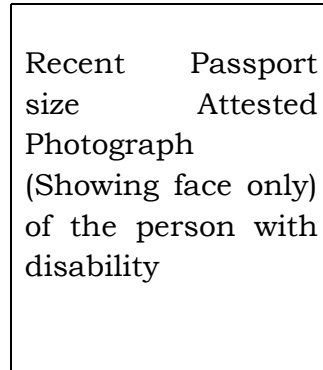 Recent Passport
size Attested
Photograph
(Showing face only)
of the person with
disability